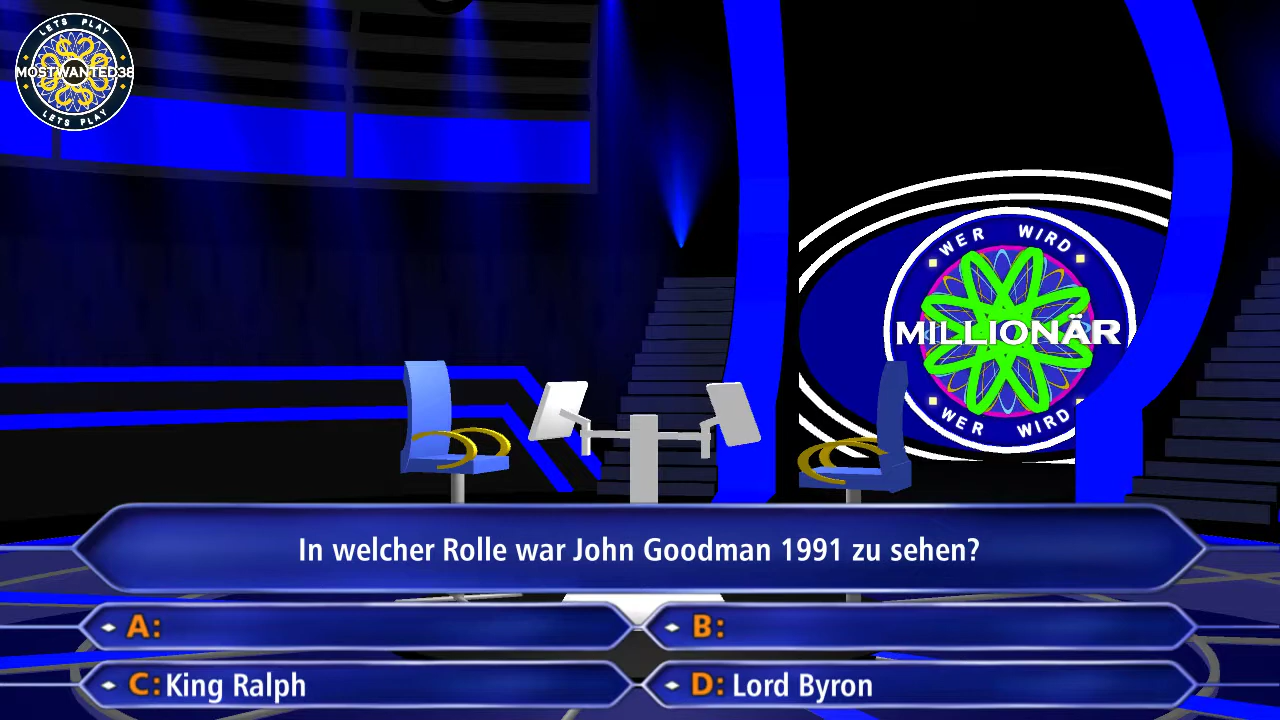 LETS PLAY
MOSTWANTED38
LETS PLAY
WER WIRD
MILLIONÄR
WER WIRD
In welcher Rolle war John Goodman 1991 zu sehen?
A:
B:
C: King Ralph
D: Lord Byron